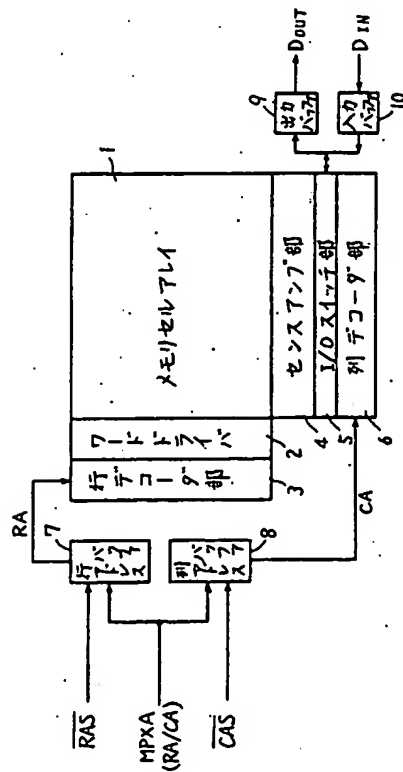 RAS
MPXA
(RA/CA)
CAS
行アドレスバッファ
7
列アドレスバッファ
8
RA
CA
行デコーダ部
3
ワードドライバ
2
メモリセルアレイ
1
センスアンプ部
4
I/Oスイッチ部
5
列デコーダ部
6
出力バッファ
9
DOUT
入力バッファ
10
DIN